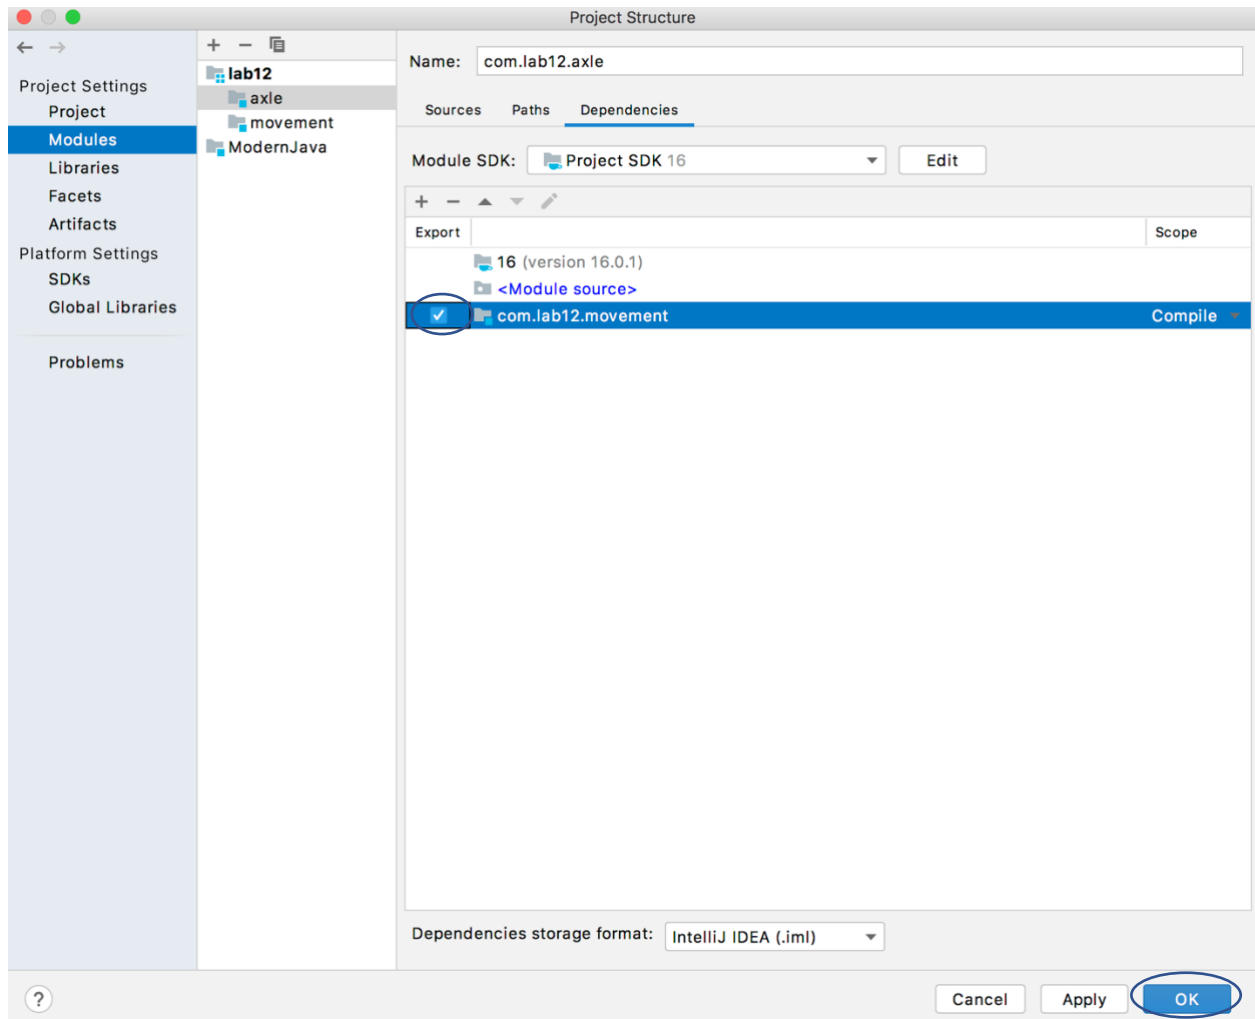 Project Structure
Project Settings
Project
Modules
Libraries
Facets
Artifacts
Platform Settings
SDKs
Global Libraries
Problems
lab12
axle
movement
ModernJava
Name: com.lab12.axle
Sources Paths Dependencies
Module SDK: Project SDK 16 Edit
Export Scope
16 (version 16.0.1)
<Module source>
com.lab12.movement Compile
Dependencies storage format: IntelliJ IDEA (.iml)
? Cancel Apply OK